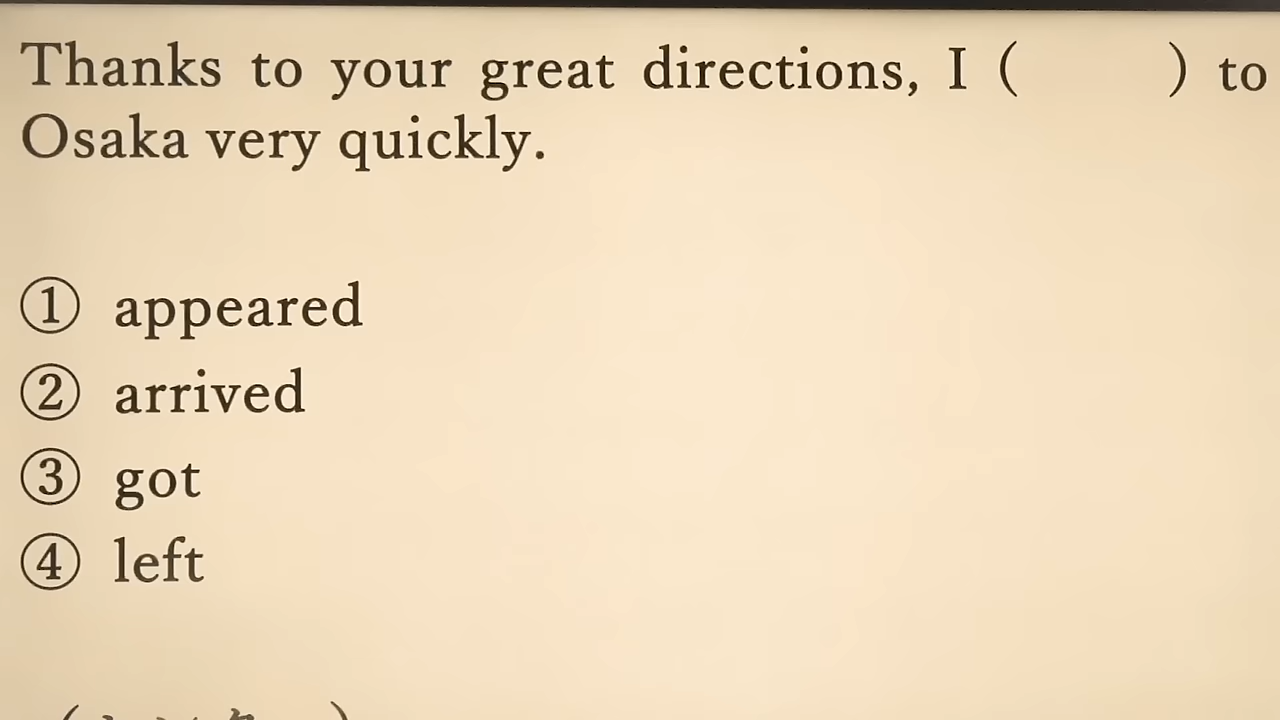 Thanks to your great directions, I (　　) to
Osaka very quickly.
① appeared
② arrived
③ got
④ left